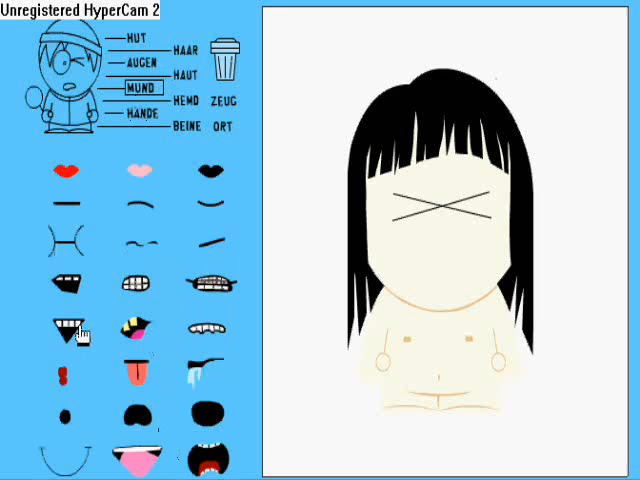 Unregistered HyperCam 2
HUT
HAAR
AUGEN
HAUT
MUND
HEMD ZEUG
HÄNDE
BEINE ORT